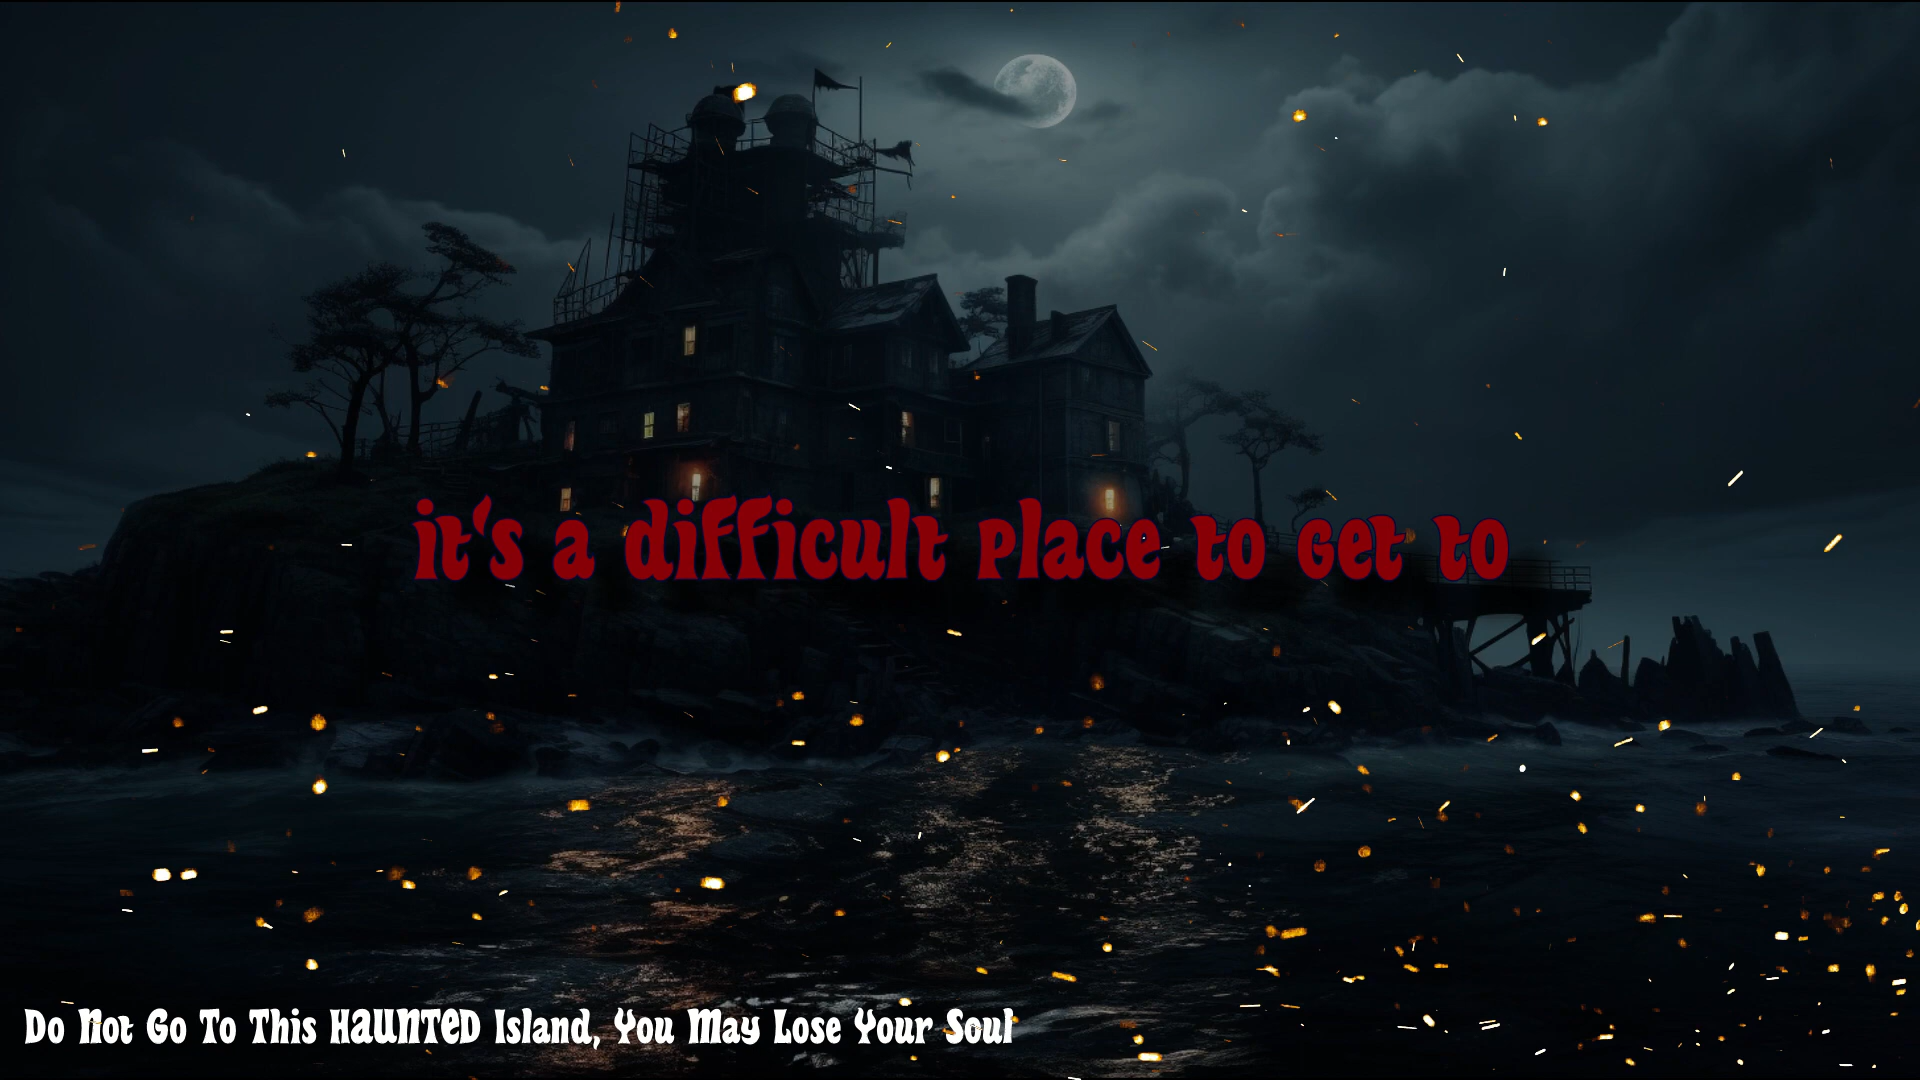 it's a difficult place to get to
Do Not Go To This HAUNTED Island, You May Lose Your Soul